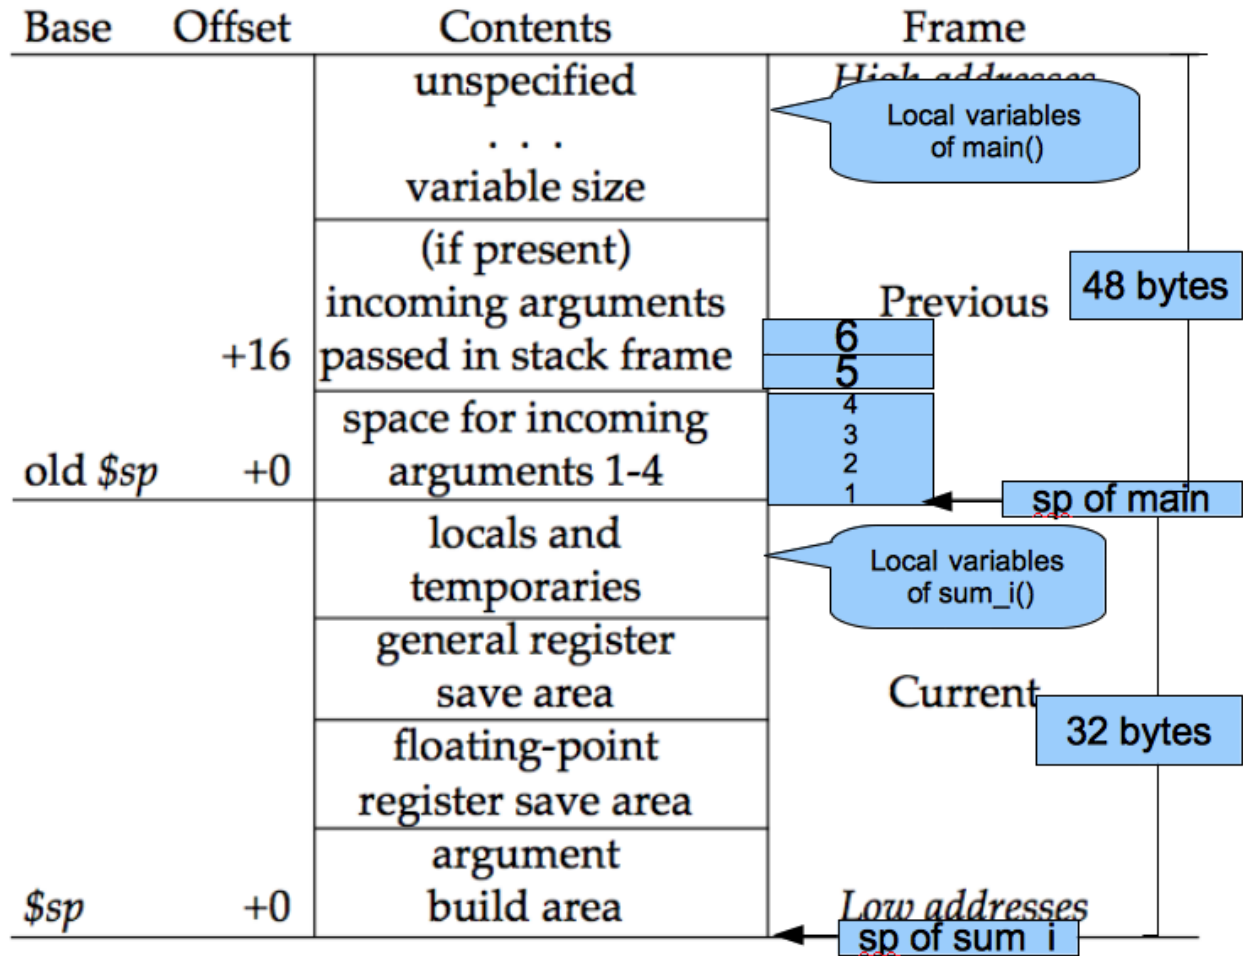 Base Offset Contents Frame
unspecified High addresses
. . .
variable size
Local variables
of main()
(if present)
incoming arguments Previous
48 bytes
+16 passed in stack frame
6
5
space for incoming
old $sp +0 arguments 1-4
4
3
2
1
sp of main
locals and
temporaries
Local variables
of sum_i()
general register
save area Current
32 bytes
floating-point
register save area
argument
$sp +0 build area Low addresses
sp of sum_i